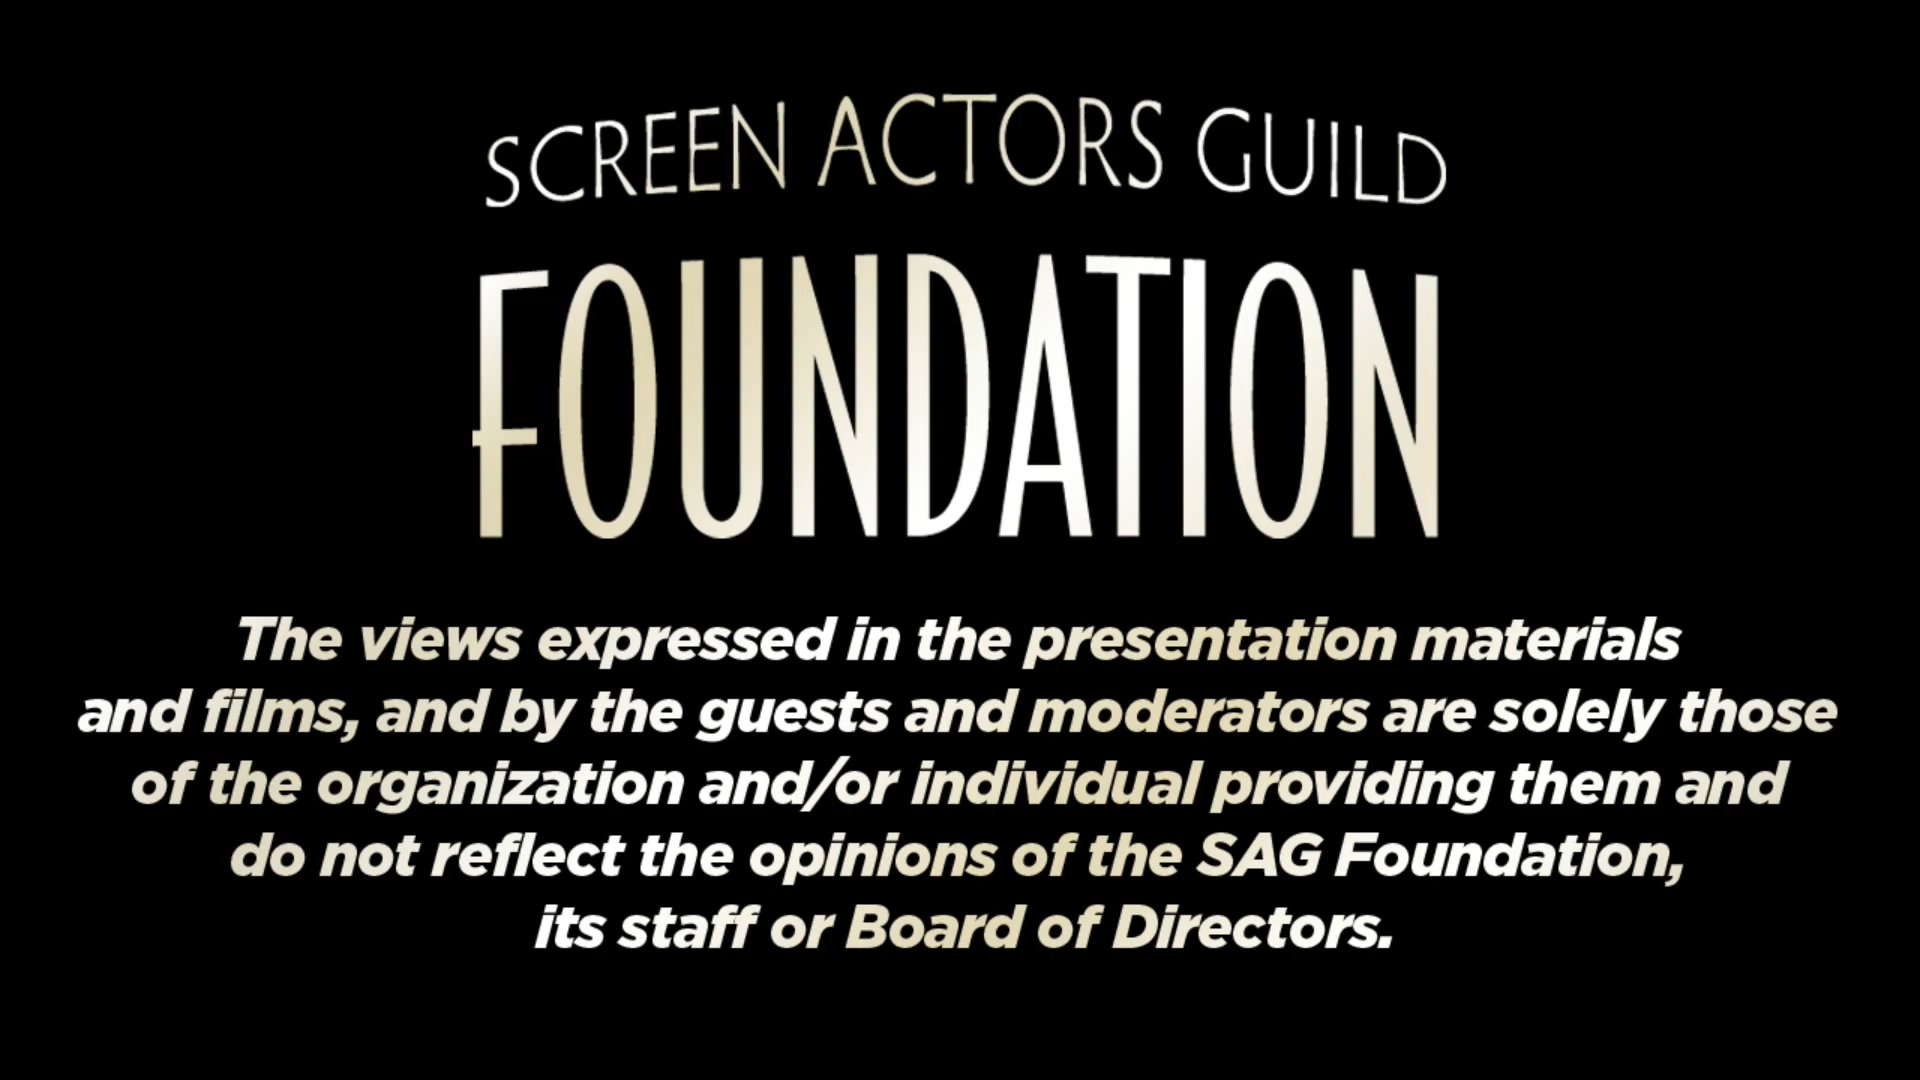 SCREEN ACTORS GUILD
FOUNDATION
The views expressed in the presentation materials
and films, and by the guests and moderators are solely those
of the organization and/or individual providing them and
do not reflect the opinions of the SAG Foundation,
its staff or Board of Directors.